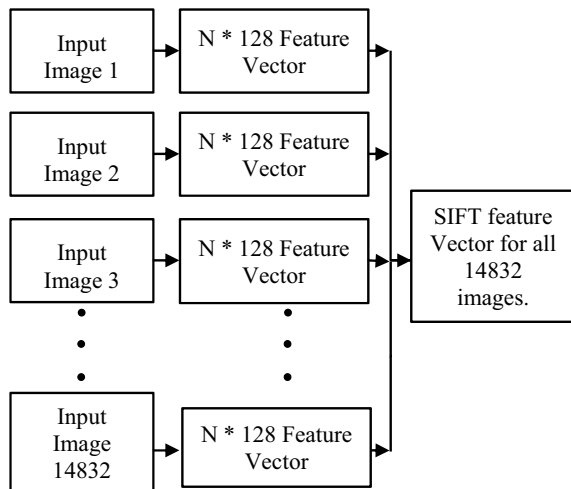 Input
Image 1
N * 128 Feature
Vector
Input
Image 2
N * 128 Feature
Vector
Input
Image 3
N * 128 Feature
Vector
SIFT feature
Vector for all
14832
images.
Input
Image
14832
N * 128 Feature
Vector